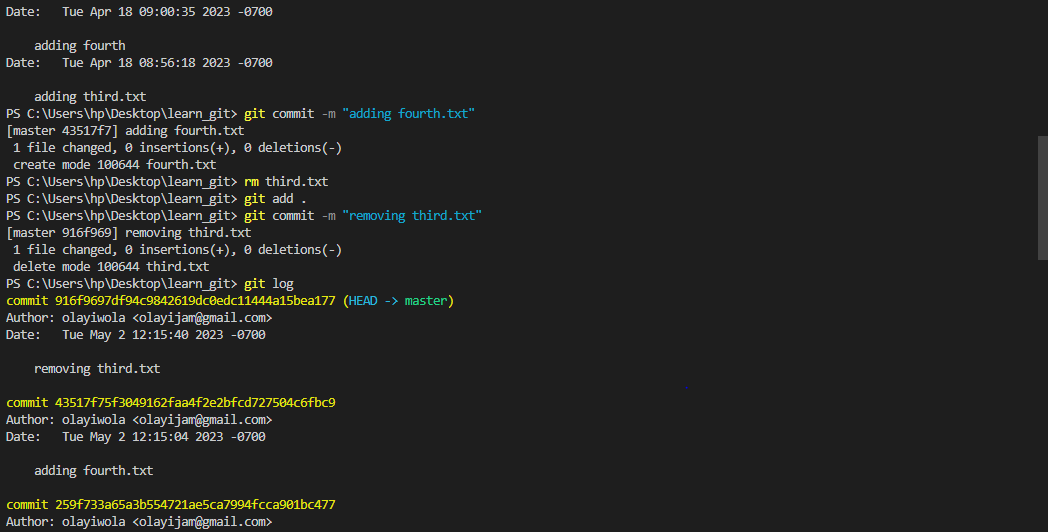 Date:   Tue Apr 18 09:00:35 2023 -0700
    adding fourth
Date:   Tue Apr 18 08:56:18 2023 -0700
    adding third.txt
PS C:\Users\hp\Desktop\learn_git> git commit -m "adding fourth.txt"
[master 43517f7] adding fourth.txt
 1 file changed, 0 insertions(+), 0 deletions(-)
 create mode 100644 fourth.txt
PS C:\Users\hp\Desktop\learn_git> rm third.txt
PS C:\Users\hp\Desktop\learn_git> git add .
PS C:\Users\hp\Desktop\learn_git> git commit -m "removing third.txt"
[master 916f969] removing third.txt
 1 file changed, 0 insertions(+), 0 deletions(-)
 delete mode 100644 third.txt
PS C:\Users\hp\Desktop\learn_git> git log
commit 916f9697df94c9842619dc0edc11444a15bea177 (HEAD -> master)
Author: olayiwola <olayijam@gmail.com>
Date:   Tue May 2 12:15:40 2023 -0700
    removing third.txt
commit 43517f75f3049162faa4f2e2bfcd727504c6fbc9
Author: olayiwola <olayijam@gmail.com>
Date:   Tue May 2 12:15:04 2023 -0700
    adding fourth.txt
commit 259f733a65a3b554721ae5ca7994fcca901bc477
Author: olayiwola <olayijam@gmail.com>